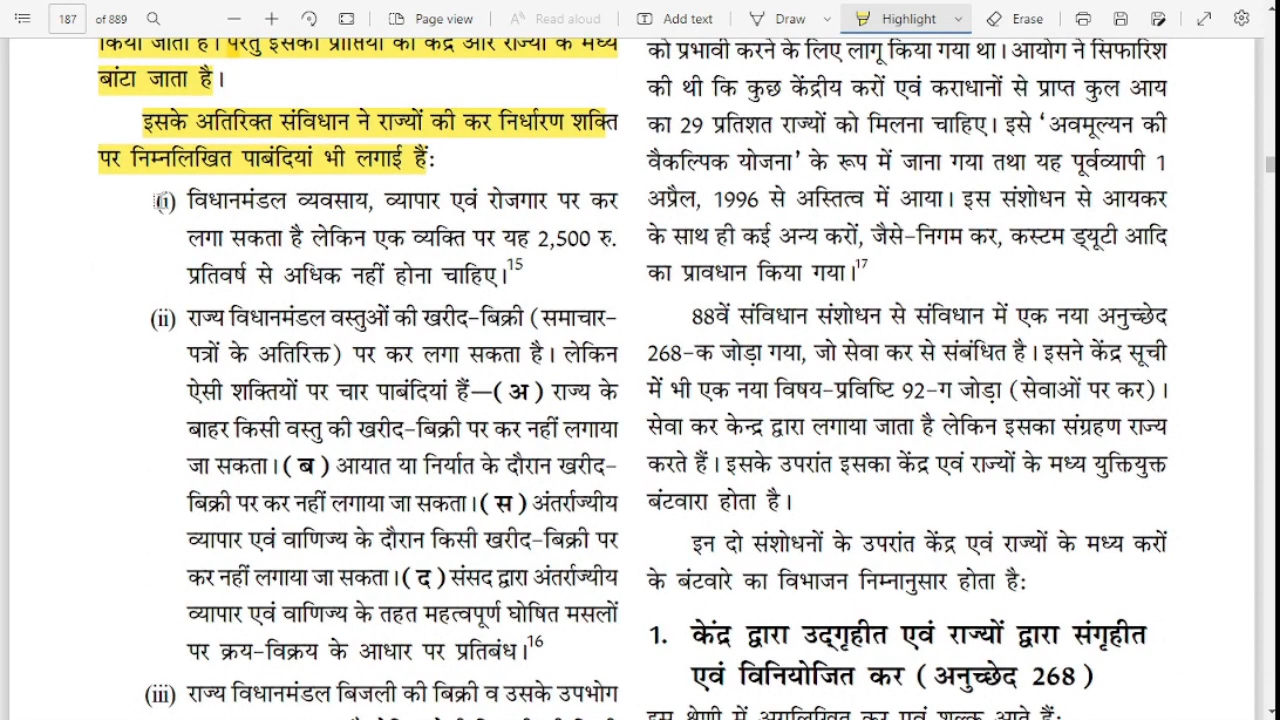 187
of 889
Page view
Read aloud
Add text
Draw
Highlight
Erase
किया जाता है। परंतु इसकी प्राप्तियों को केंद्र और राज्यों के मध्य
बांटा जाता है।
इसके अतिरिक्त संविधान ने राज्यों की कर निर्धारण शक्ति
पर निम्नलिखित पाबंदियां भी लगाई हैं:
(i) विधानमंडल व्यवसाय, व्यापार एवं रोजगार पर कर
लगा सकता है लेकिन एक व्यक्ति पर यह 2,500 रु.
प्रतिवर्ष से अधिक नहीं होना चाहिए।15
(ii) राज्य विधानमंडल वस्तुओं की खरीद-बिक्री (समाचार-
पत्रों के अतिरिक्त) पर कर लगा सकता है। लेकिन
ऐसी शक्तियों पर चार पाबंदियां हैं—(अ) राज्य के
बाहर किसी वस्तु की खरीद-बिक्री पर कर नहीं लगाया
जा सकता। (ब) आयात या निर्यात के दौरान खरीद-
बिक्री पर कर नहीं लगाया जा सकता। (स) अंतर्राज्यीय
व्यापार एवं वाणिज्य के दौरान किसी खरीद-बिक्री पर
कर नहीं लगाया जा सकता। (द) संसद द्वारा अंतर्राज्यीय
व्यापार एवं वाणिज्य के तहत महत्वपूर्ण घोषित मसलों
पर क्रय-विक्रय के आधार पर प्रतिबंध।16
(iii) राज्य विधानमंडल बिजली की बिक्री व उसके उपभोग
को प्रभावी करने के लिए लागू किया गया था। आयोग ने सिफारिश
की थी कि कुछ केंद्रीय करों एवं कराधानों से प्राप्त कुल आय
का 29 प्रतिशत राज्यों को मिलना चाहिए। इसे ‘अवमूल्यन की
वैकल्पिक योजना’ के रूप में जाना गया तथा यह पूर्वव्यापी 1
अप्रैल, 1996 से अस्तित्व में आया। इस संशोधन से आयकर
के साथ ही कई अन्य करों, जैसे-निगम कर, कस्टम ड्यूटी आदि
का प्रावधान किया गया।17
88वें संविधान संशोधन से संविधान में एक नया अनुच्छेद
268-क जोड़ा गया, जो सेवा कर से संबंधित है। इसने केंद्र सूची
में भी एक नया विषय-प्रविष्टि 92-ग जोड़ा (सेवाओं पर कर)।
सेवा कर केन्द्र द्वारा लगाया जाता है लेकिन इसका संग्रहण राज्य
करते हैं। इसके उपरांत इसका केंद्र एवं राज्यों के मध्य युक्तियुक्त
बंटवारा होता है।
इन दो संशोधनों के उपरांत केंद्र एवं राज्यों के मध्य करों
के बंटवारे का विभाजन निम्नानुसार होता है:
1. केंद्र द्वारा उद्गृहीत एवं राज्यों द्वारा संगृहीत
एवं विनियोजित कर (अनुच्छेद 268)
इस श्रेणी में अग्रलिखित कर एवं शुल्क आते हैं: